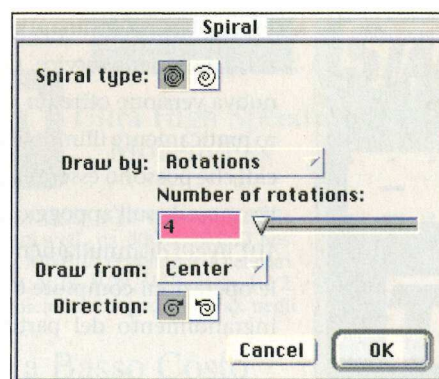 Spiral
Spiral type:
Draw by: Rotations
Number of rotations:
4
Draw from: Center
Direction:
Cancel OK